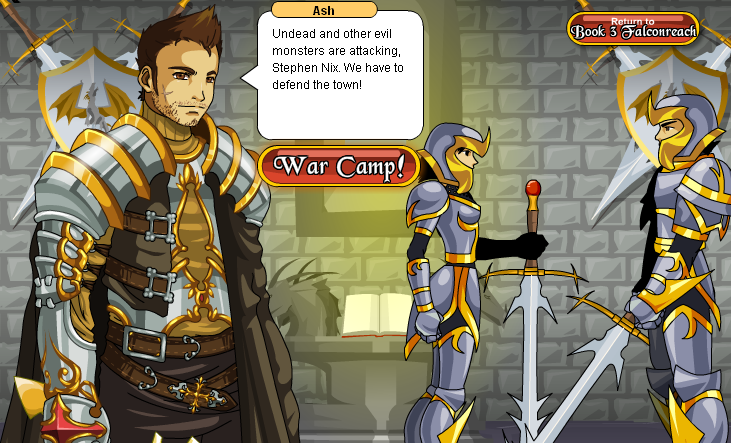 Ash
Undead and other evil
monsters are attacking,
Stephen Nix. We have to
defend the town!
War Camp!
Return to
Book 3 Falconreach